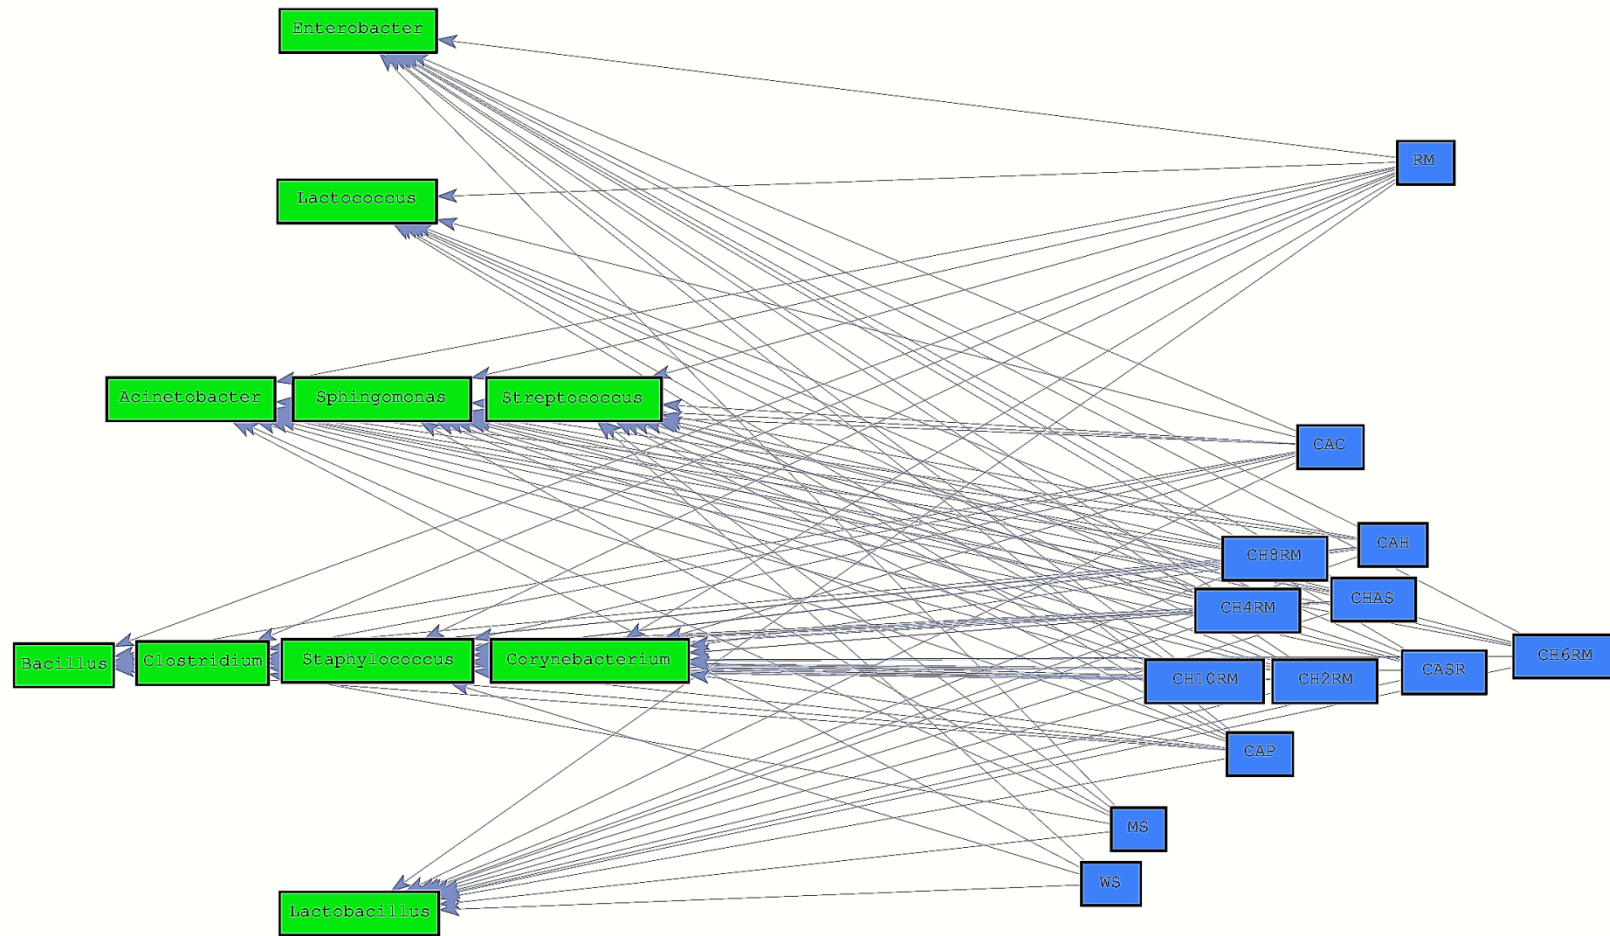 Enterobacter
RM
Lactococcus
Acinetobacter
Sphingomonas
Streptococcus
CAC
CAH
CH8RM
CHAS
CH4RM
Bacillus
Clostridium
Staphylococcus
Corynebacterium
CH6RM
CASR
CH10RM
CH2RM
CAP
MS
WS
Lactobacillus